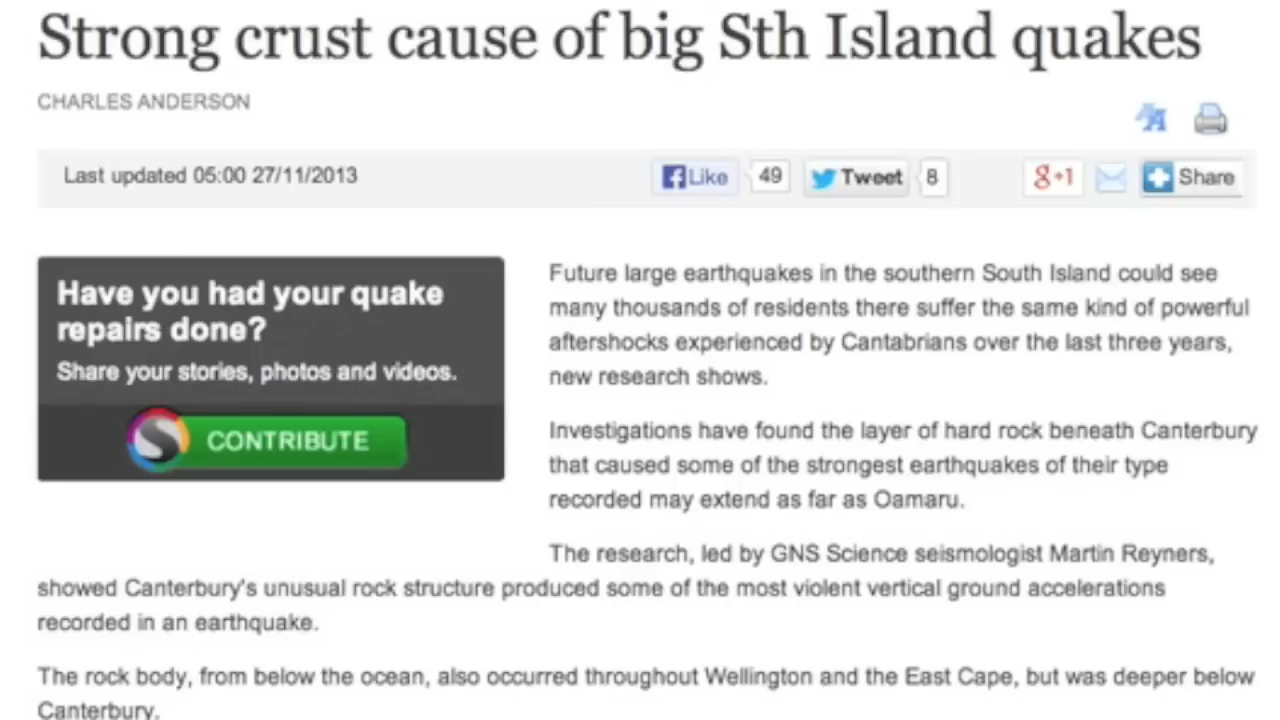 Strong crust cause of big Sth Island quakes
CHARLES ANDERSON
Last updated 05:00 27/11/2013
Like 49 Tweet 8 g+1 Share
Have you had your quake
repairs done?
Share your stories, photos and videos.
CONTRIBUTE
Future large earthquakes in the southern South Island could see
many thousands of residents there suffer the same kind of powerful
aftershocks experienced by Cantabrians over the last three years,
new research shows.
Investigations have found the layer of hard rock beneath Canterbury
that caused some of the strongest earthquakes of their type
recorded may extend as far as Oamaru.
The research, led by GNS Science seismologist Martin Reyners,
showed Canterbury's unusual rock structure produced some of the most violent vertical ground accelerations
recorded in an earthquake.
The rock body, from below the ocean, also occurred throughout Wellington and the East Cape, but was deeper below
Canterbury.